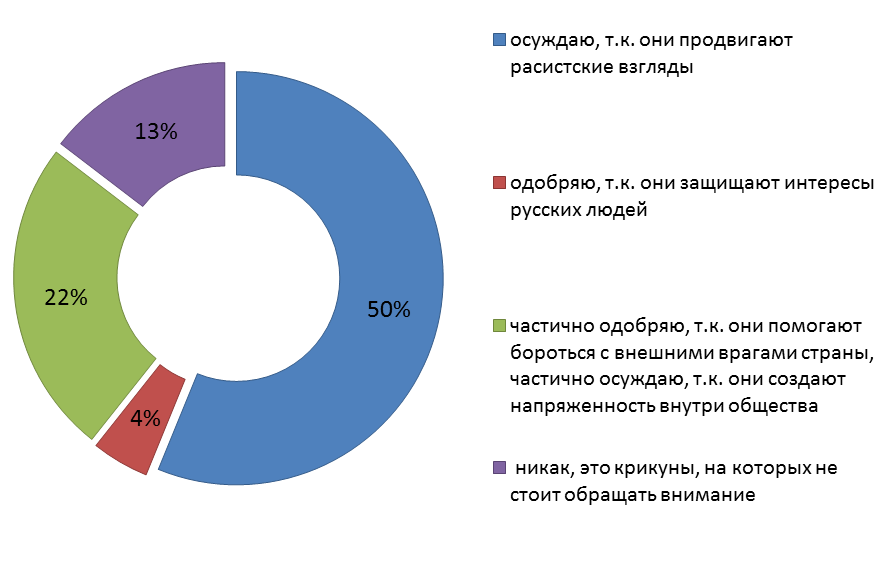 осуждаю, т.к. они продвигают
расистские взгляды
13%
одобряю, т.к. они защищают интересы
русских людей
22%
50%
частично одобряю, т.к. они помогают
бороться с внешними врагами страны,
частично осуждаю, т.к. они создают
напряженность внутри общества
4%
никак, это крикуны, на которых не
стоит обращать внимание